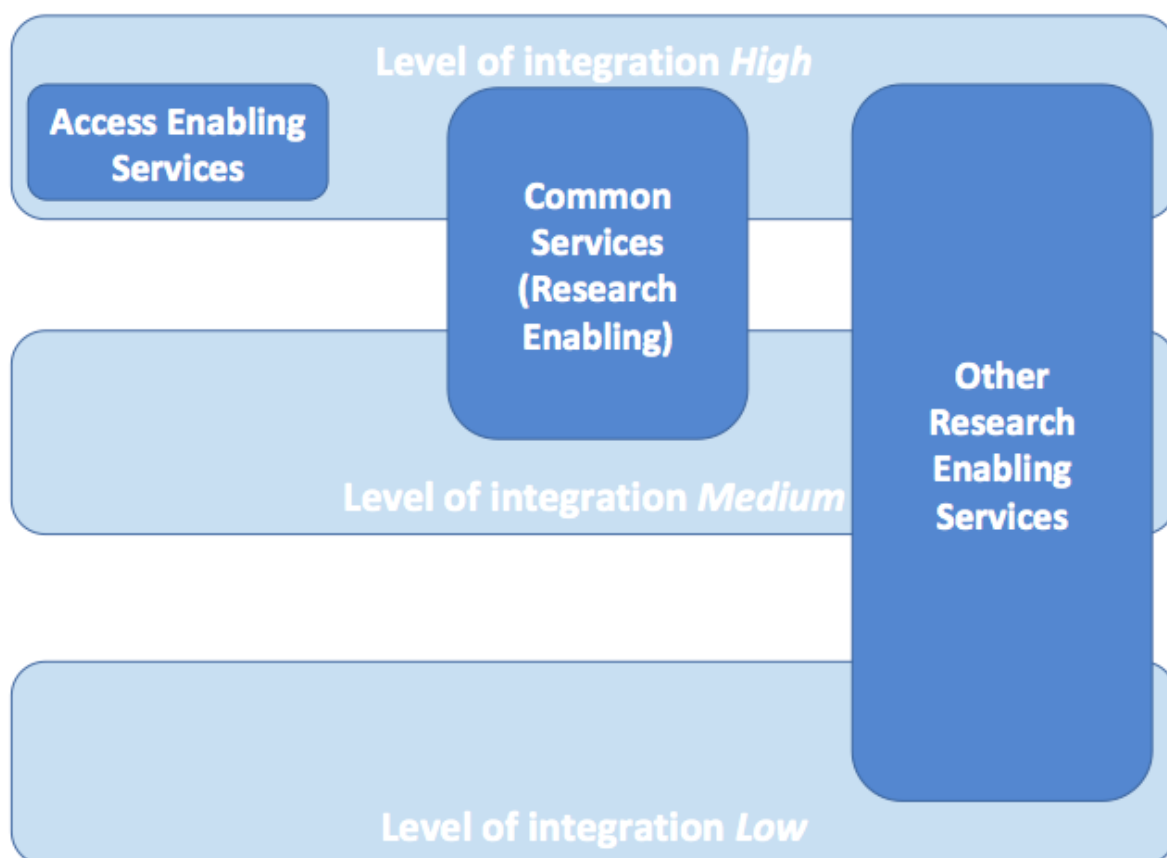 Level of integration High
Access Enabling
Services
Common
Services
(Research
Enabling)
Other
Research
Enabling
Services
Level of integration Medium
Level of integration Low